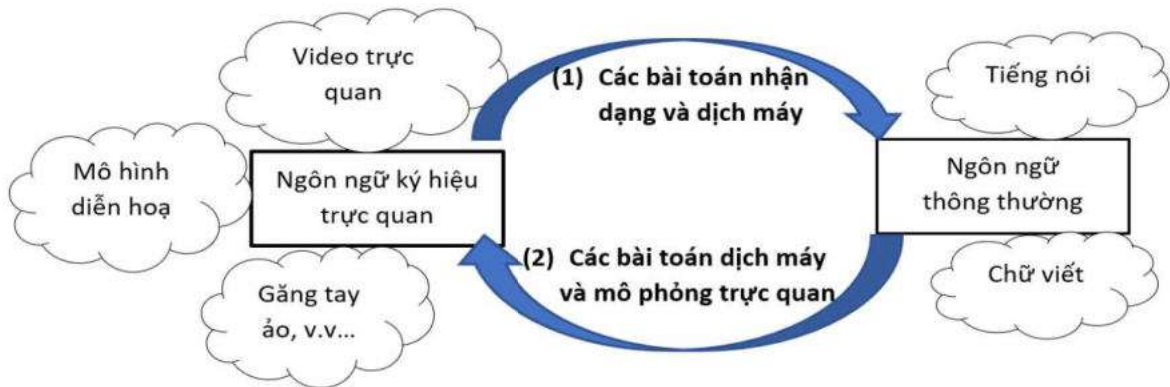 Video trực
quan
(1) Các bài toán nhận
dạng và dịch máy
Tiếng nói
Mô hình
diễn hoạ
Ngôn ngữ ký hiệu
trực quan
Ngôn ngữ
thông thường
(2) Các bài toán dịch máy
và mô phỏng trực quan
Găng tay
ảo, v.v...
Chữ viết